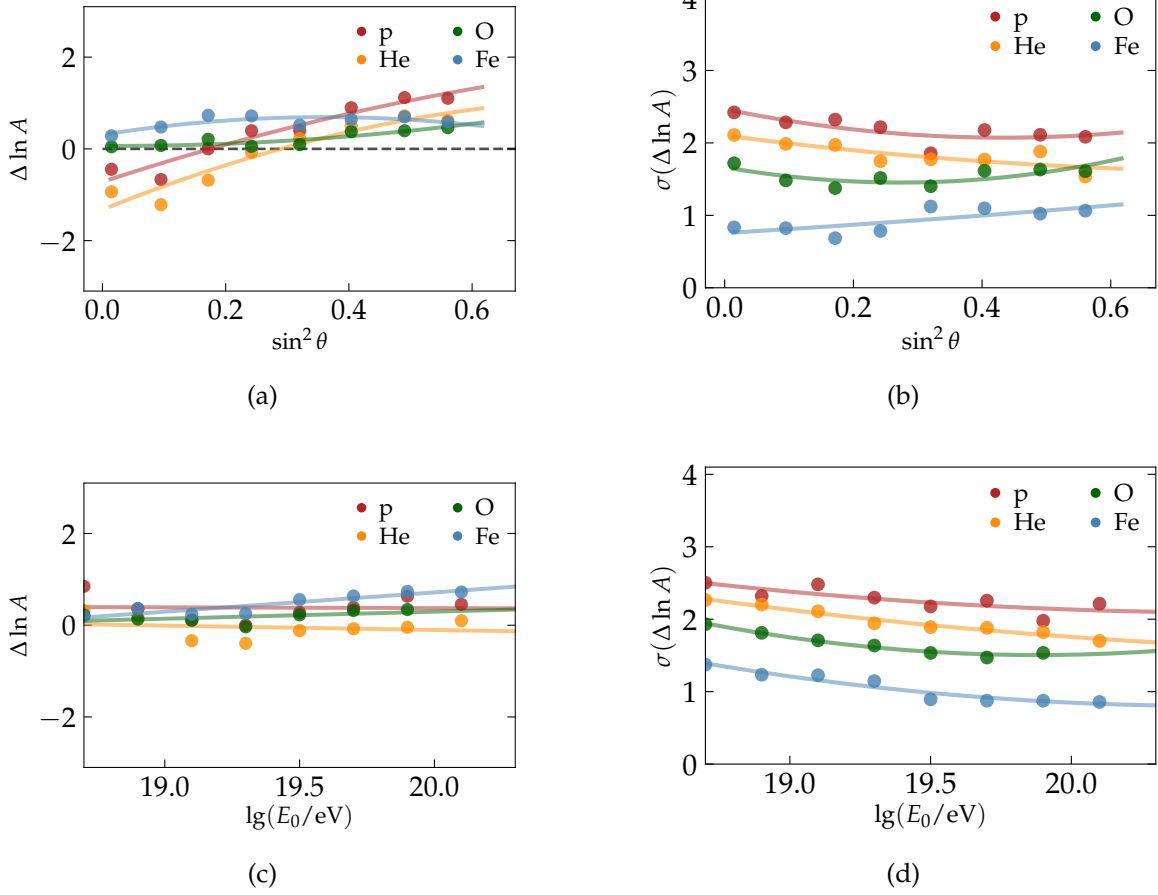 2
0
−2
Δ ln A
p
He
O
Fe
0.0
0.2
0.4
0.6
sin² θ
(a)
4
3
2
1
0
σ(Δ ln A)
p
He
O
Fe
0.0
0.2
0.4
0.6
sin² θ
(b)
2
0
−2
Δ ln A
p
He
O
Fe
19.0
19.5
20.0
lg(E₀/eV)
(c)
4
3
2
1
0
σ(Δ ln A)
p
He
O
Fe
19.0
19.5
20.0
lg(E₀/eV)
(d)